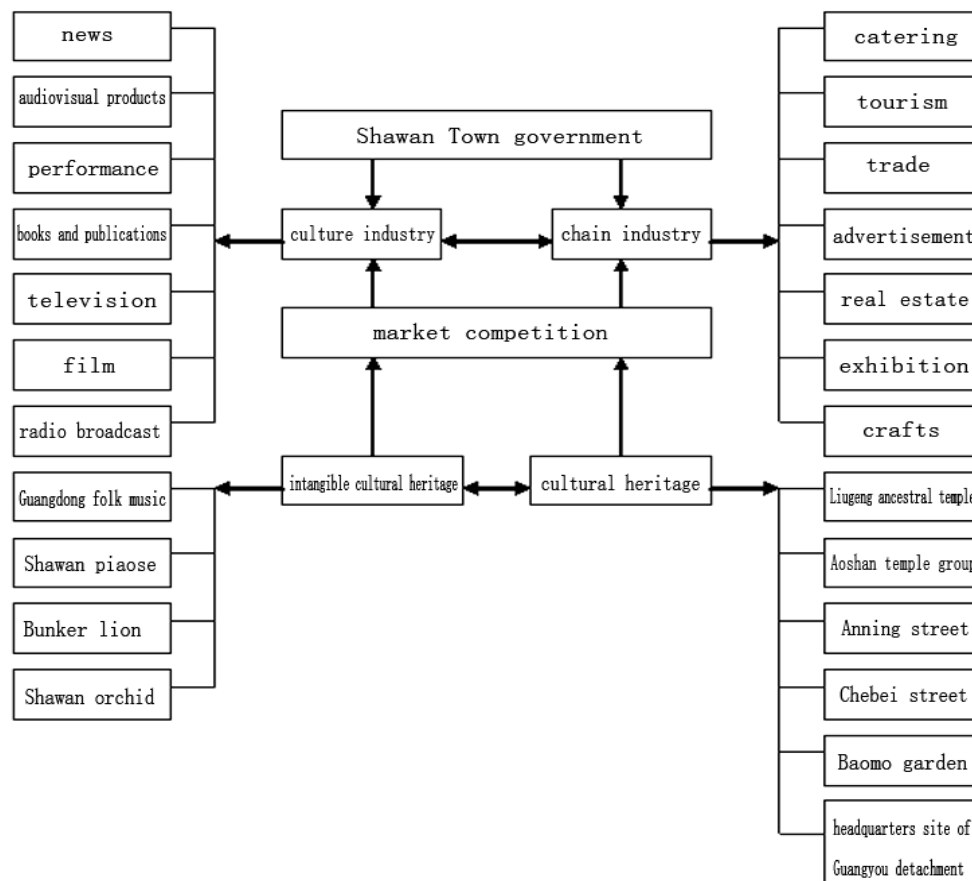 news
audiovisual products
performance
books and publications
television
film
radio broadcast
Guangdong folk music
Shawan piaose
Bunker lion
Shawan orchid
Shawan Town government
culture industry
chain industry
market competition
intangible cultural heritage
cultural heritage
catering
tourism
trade
advertisement
real estate
exhibition
crafts
Liugeng ancestral temple
Aoshan temple group
Anning street
Chebei street
Baomo garden
headquarters site of
Guangyou detachment